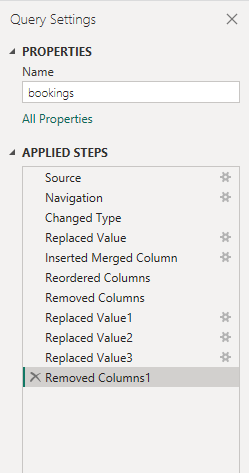 Query Settings
PROPERTIES
Name
bookings
All Properties
APPLIED STEPS
Source
Navigation
Changed Type
Replaced Value
Inserted Merged Column
Reordered Columns
Removed Columns
Replaced Value1
Replaced Value2
Replaced Value3
Removed Columns1